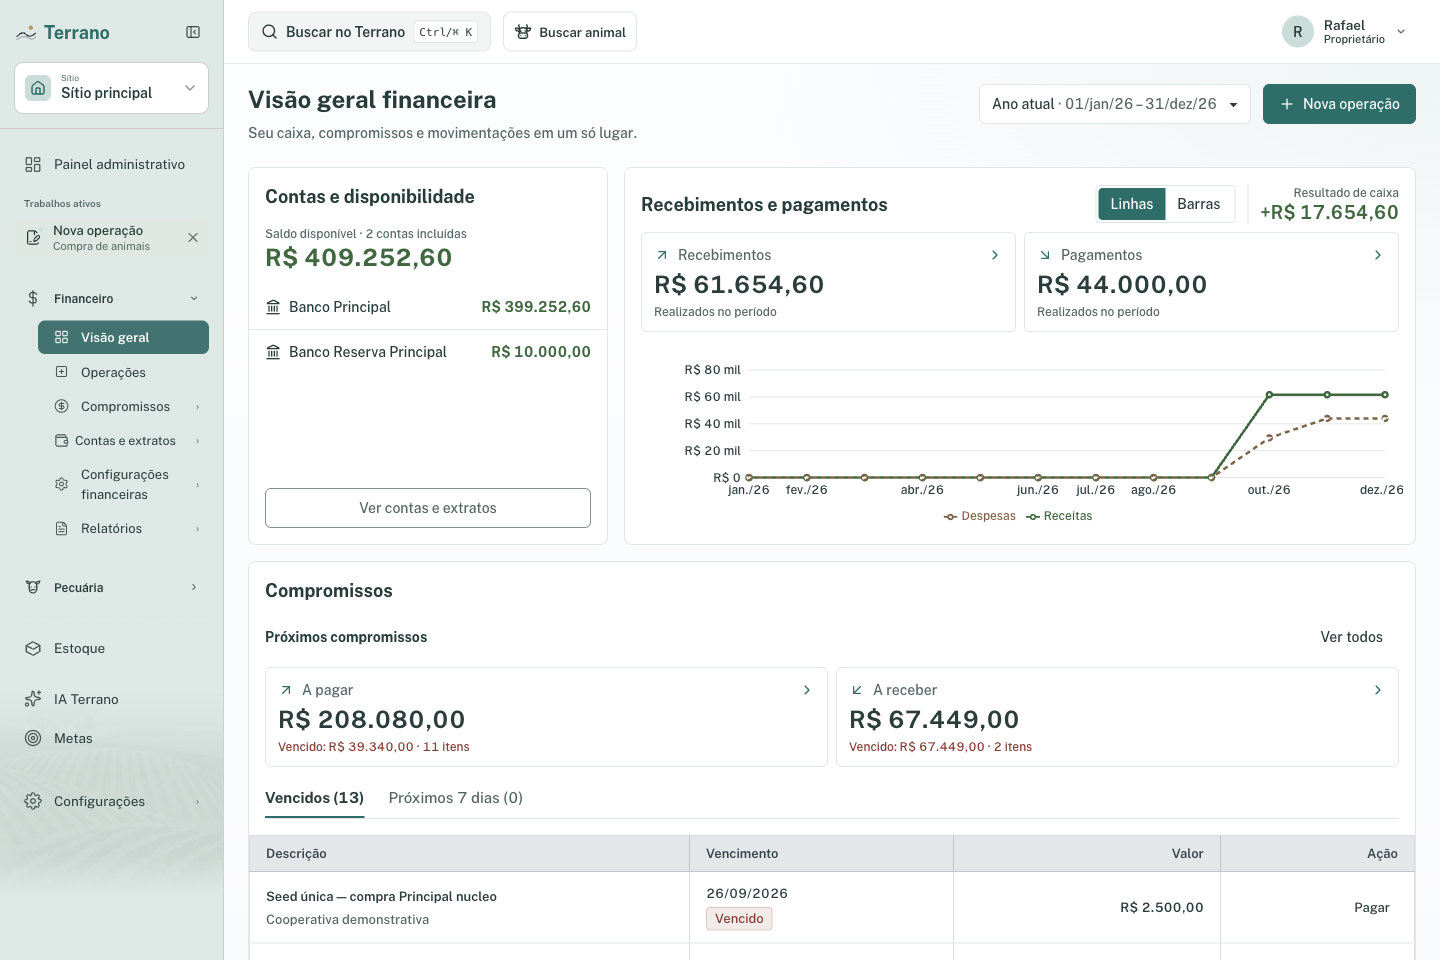 Terrano
Sítio
Sítio principal
Painel administrativo
Trabalhos ativos
Nova operação
Compra de animais
Financeiro
Visão geral
Operações
Compromissos
Contas e extratos
Configurações
financeiras
Relatórios
Pecuária
Estoque
IA Terrano
Metas
Configurações
Buscar no Terrano Ctrl/⌘ K
Buscar animal
R
Rafael
Proprietário
Visão geral financeira
Seu caixa, compromissos e movimentações em um só lugar.
Ano atual · 01/jan/26 – 31/dez/26
Nova operação
Contas e disponibilidade
Saldo disponível · 2 contas incluídas
R$ 409.252,60
Banco Principal R$ 399.252,60
Banco Reserva Principal R$ 10.000,00
Ver contas e extratos
Recebimentos e pagamentos
Linhas Barras
Resultado de caixa
+R$ 17.654,60
Recebimentos
R$ 61.654,60
Realizados no período
Pagamentos
R$ 44.000,00
Realizados no período
R$ 80 mil
R$ 60 mil
R$ 40 mil
R$ 20 mil
R$ 0
jan./26 fev./26 abr./26 jun./26 jul./26 ago./26 out./26 dez./26
Despesas Receitas
Compromissos
Próximos compromissos Ver todos
A pagar
R$ 208.080,00
Vencido: R$ 39.340,00 · 11 itens
A receber
R$ 67.449,00
Vencido: R$ 67.449,00 · 2 itens
Vencidos (13) Próximos 7 dias (0)
Descrição Vencimento Valor Ação
Seed única — compra Principal nucleo
Cooperativa demonstrativa
26/09/2026
Vencido
R$ 2.500,00
Pagar